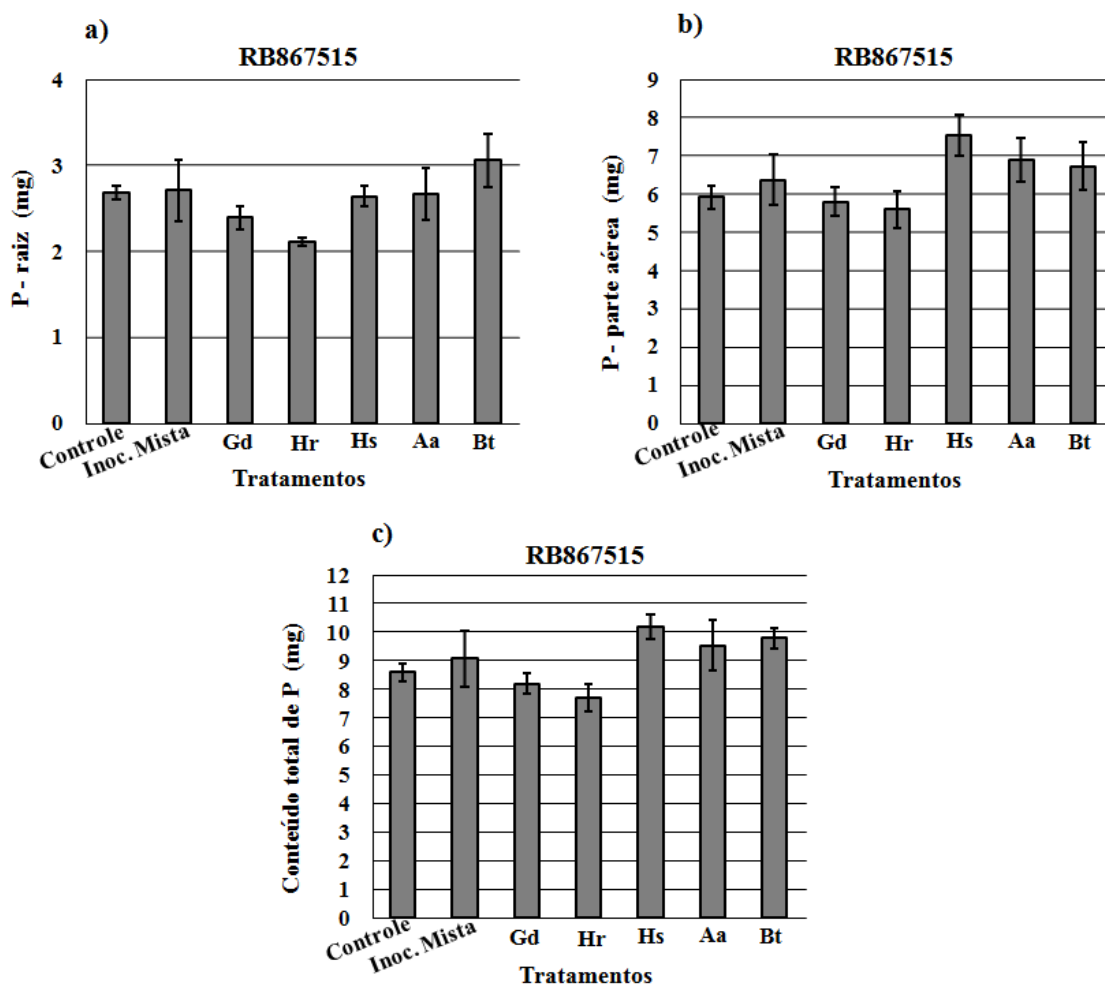 a)
RB867515
P - raiz (mg)
4
3
2
1
0
Controle
Inoc. Mista
Gd
Hr
Hs
Aa
Bt
Tratamentos
b)
RB867515
P - parte aérea (mg)
9
8
7
6
5
4
3
2
1
0
Controle
Inoc. Mista
Gd
Hr
Hs
Aa
Bt
Tratamentos
c)
RB867515
Conteúdo total de P (mg)
12
11
10
9
8
7
6
5
4
3
2
1
0
Controle
Inoc. Mista
Gd
Hr
Hs
Aa
Bt
Tratamentos